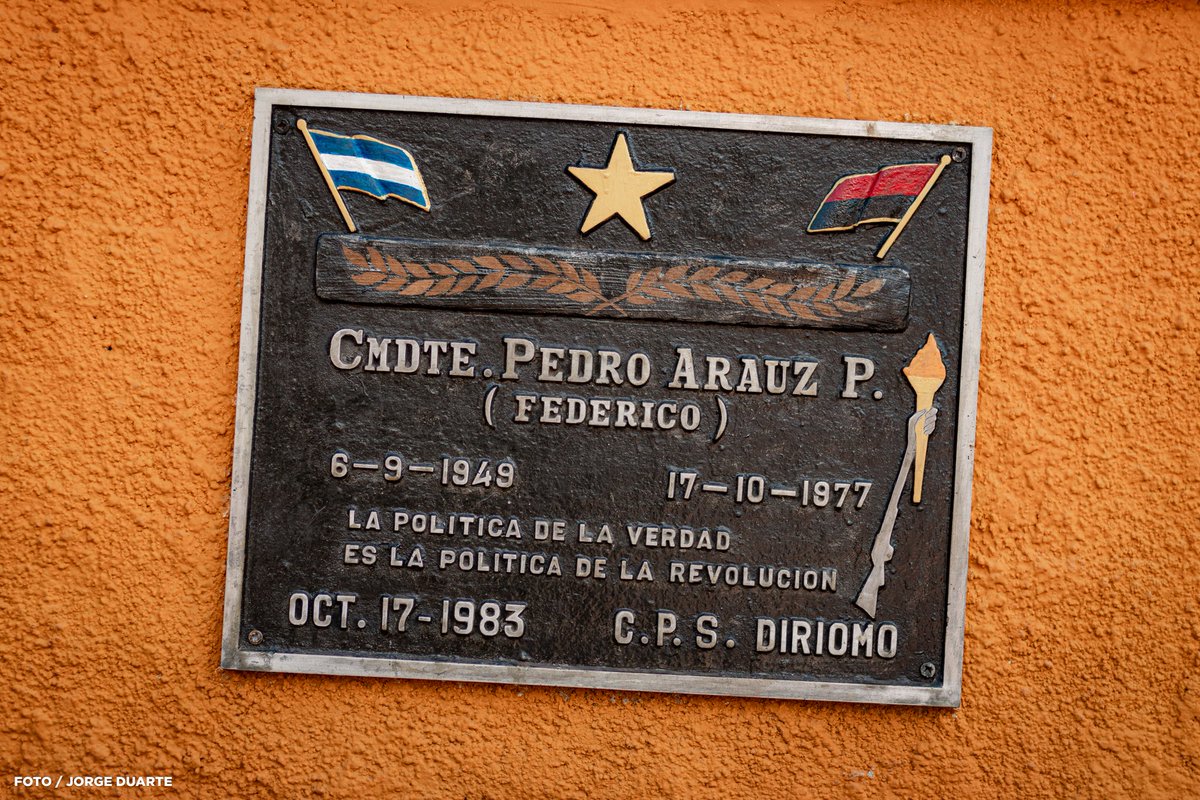 CMDTE. PEDRO ARAUZ P.
( FEDERICO )
6-9-1949 17-10-1977
LA POLITICA DE LA VERDAD
ES LA POLITICA DE LA REVOLUCION
OCT. 17-1983 C.P.S. DIRIOMO
FOTO / JORGE DUARTE